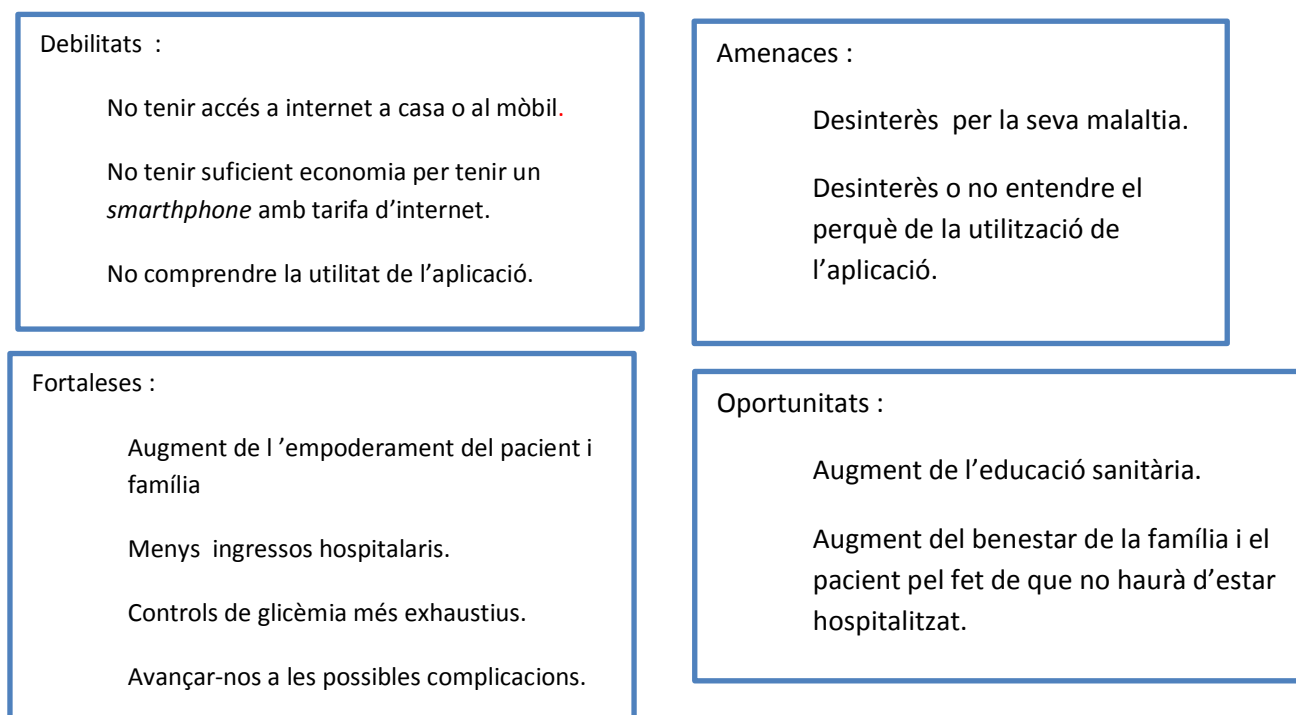 Debilitats :
No tenir accés a internet a casa o al mòbil.
No tenir suficient economia per tenir un
smarthphone amb tarifa d’internet.
No comprendre la utilitat de l’aplicació.
Amenaces :
Desinterès per la seva malaltia.
Desinterès o no entendre el
perquè de la utilització de
l’aplicació.
Fortaleses :
Augment de l ’empoderament del pacient i
família
Menys ingressos hospitalaris.
Controls de glicèmia més exhaustius.
Avançar-nos a les possibles complicacions.
Oportunitats :
Augment de l’educació sanitària.
Augment del benestar de la família i el
pacient pel fet de que no haurà d’estar
hospitalitzat.